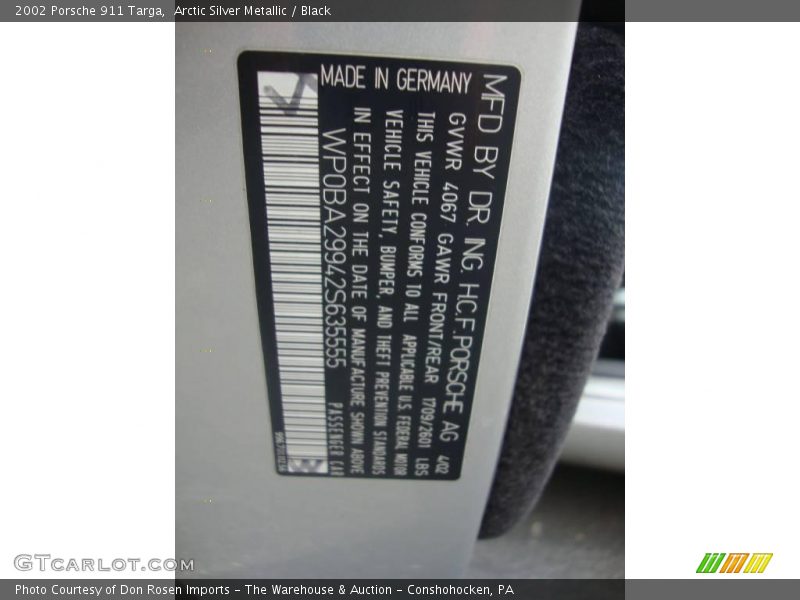 2002 Porsche 911 Targa,  Arctic Silver Metallic / Black
MFD BY DR. ING. H.C.F. PORSCHE AG 4/02
GVWR 4067 GAWR FRONT/REAR 1709/2601 LBS
THIS VEHICLE CONFORMS TO ALL APPLICABLE U.S. FEDERAL MOTOR
VEHICLE SAFETY, BUMPER, AND THEFT PREVENTION STANDARDS
IN EFFECT ON THE DATE OF MANUFACTURE SHOWN ABOVE
MADE IN GERMANY
WP0BA29942S635555 PASSENGER CAR
GTCARLOT.COM
Photo Courtesy of Don Rosen Imports - The Warehouse & Auction - Conshohocken, PA